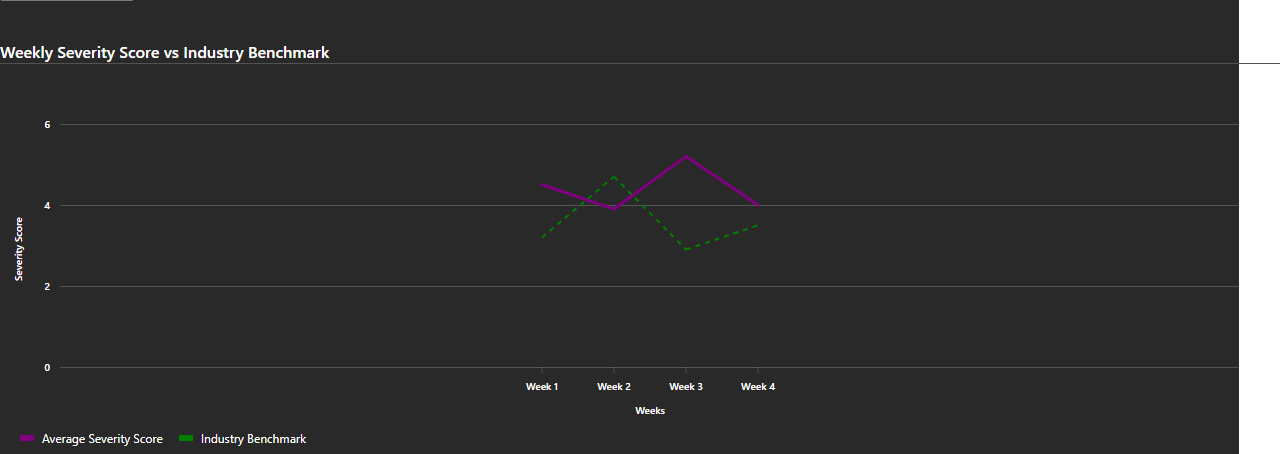 Weekly Severity Score vs Industry Benchmark
6
4
2
0
Severity Score
Week 1 Week 2 Week 3 Week 4
Weeks
Average Severity Score Industry Benchmark